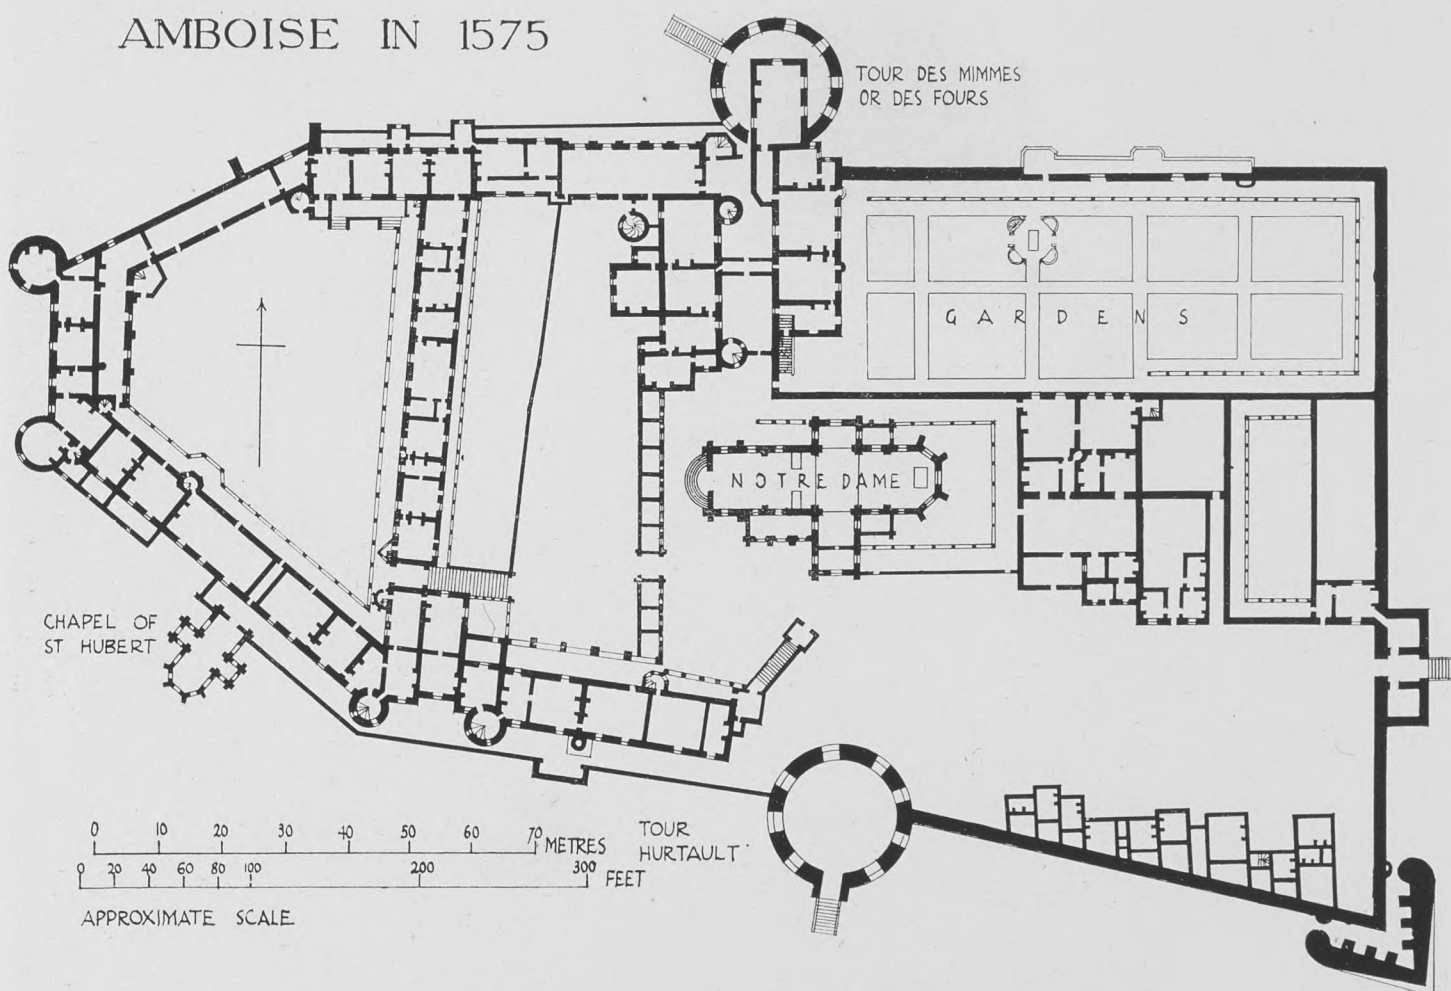 AMBOISE IN 1575
TOUR DES MIMMES
OR DES FOURS
GARDENS
NOTRE DAME
CHAPEL OF
ST HUBERT
0 10 20 30 40 50 60 70 METRES
0 20 40 60 80 100 200 300 FEET
APPROXIMATE SCALE
TOUR
HURTAULT